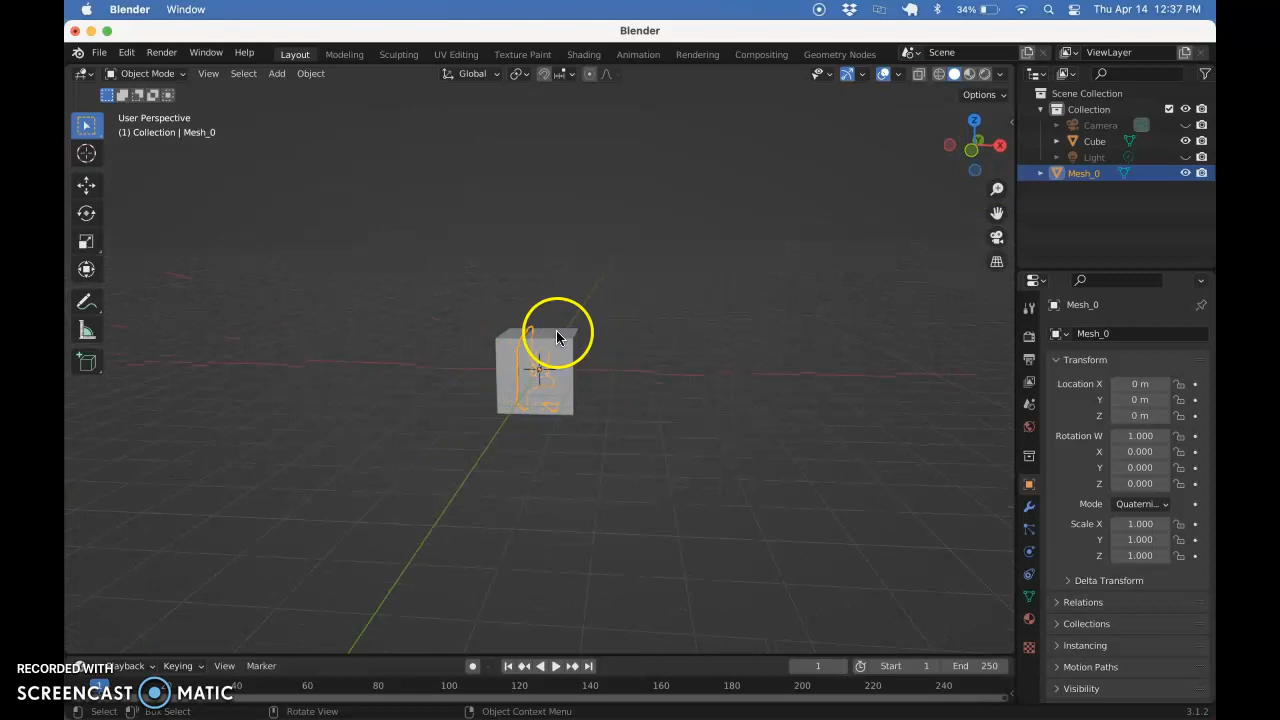 Blender Window 34% Thu Apr 14 12:37 PM
Blender
File Edit Render Window Help Layout Modeling Sculpting UV Editing Texture Paint Shading Animation Rendering Compositing Geometry Nodes Scene ViewLayer
Object Mode View Select Add Object Global
Options
User Perspective
(1) Collection | Mesh_0
Z
X
Scene Collection
Collection
Camera
Cube
Light
Mesh_0
Mesh_0
Mesh_0
Transform
Location X 0 m
Y 0 m
Z 0 m
Rotation W 1.000
X 0.000
Y 0.000
Z 0.000
Mode Quaterni...
Scale X 1.000
Y 1.000
Z 1.000
Delta Transform
Relations
Collections
Instancing
Motion Paths
Visibility
Playback Keying View Marker 1 Start 1 End 250
1 20 40 60 80 100 120 140 160 180 200 220 240
Select Box Select Rotate View Object Context Menu 3.1.2
RECORDED WITH
SCREENCAST MATIC